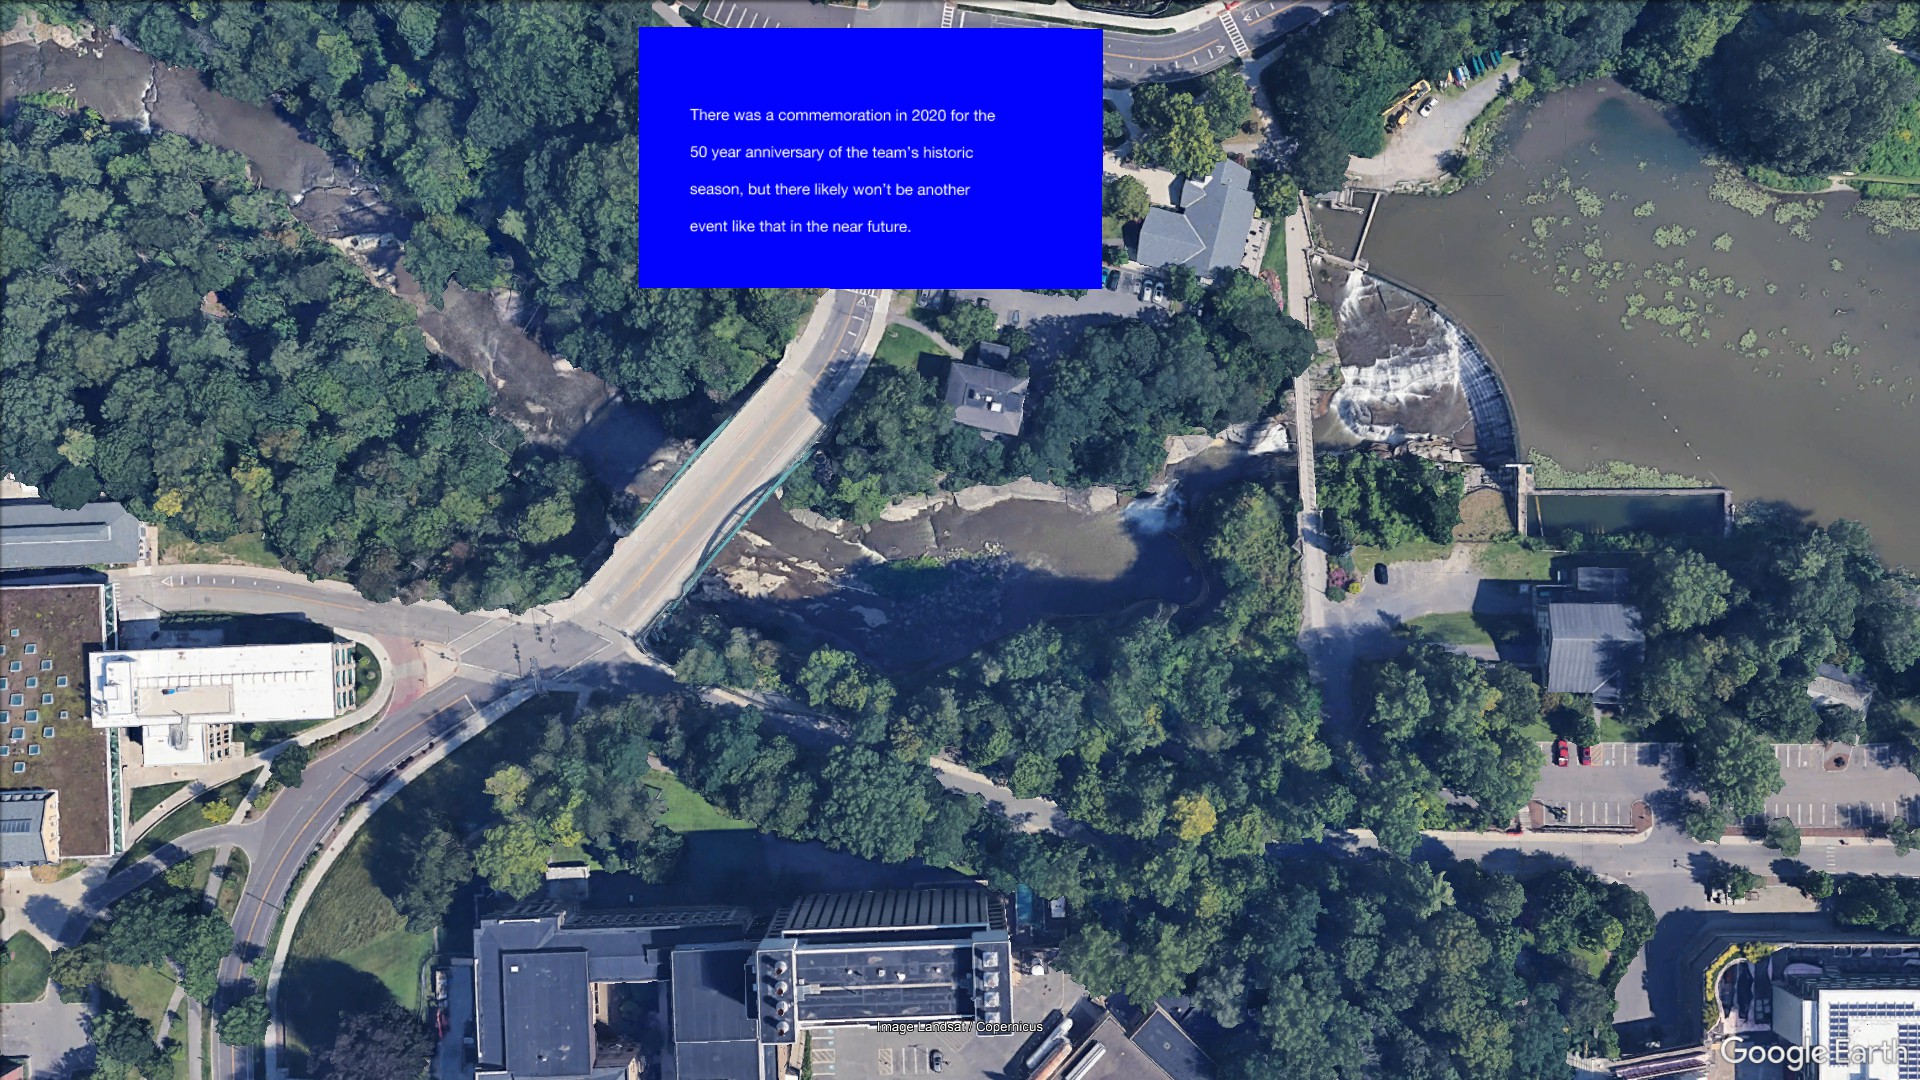 There was a commemoration in 2020 for the
50 year anniversary of the team's historic
season, but there likely won't be another
event like that in the near future.
Image Landsat / Copernicus
Google Earth